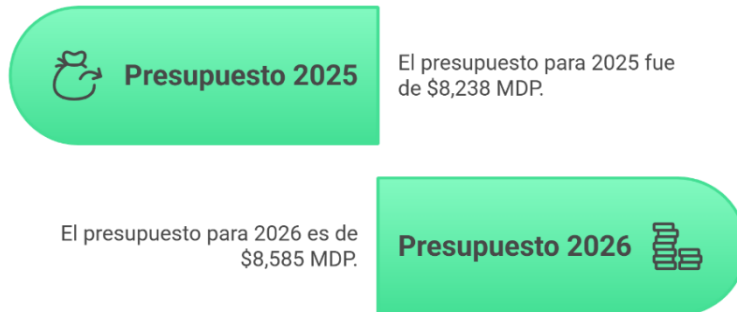 Presupuesto 2025
El presupuesto para 2025 fue
de $8,238 MDP.
El presupuesto para 2026 es de
$8,585 MDP.
Presupuesto 2026